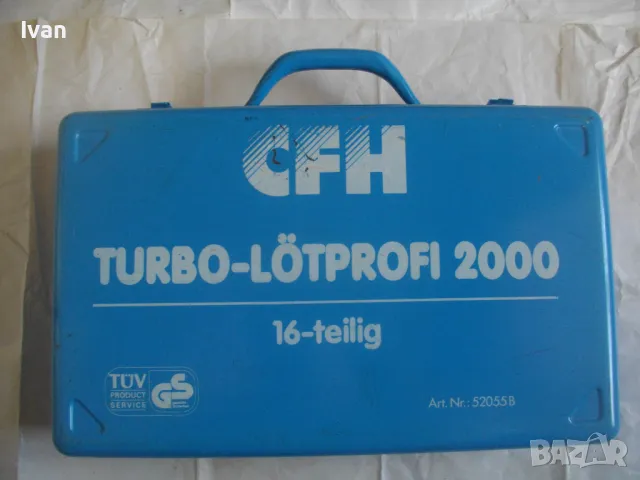 Ivan
CFH
TURBO-LÖTPROFI 2000
16-teilig
TÜV
PRODUCT
SERVICE
GS
Art. Nr.: 52055B
BAZAR